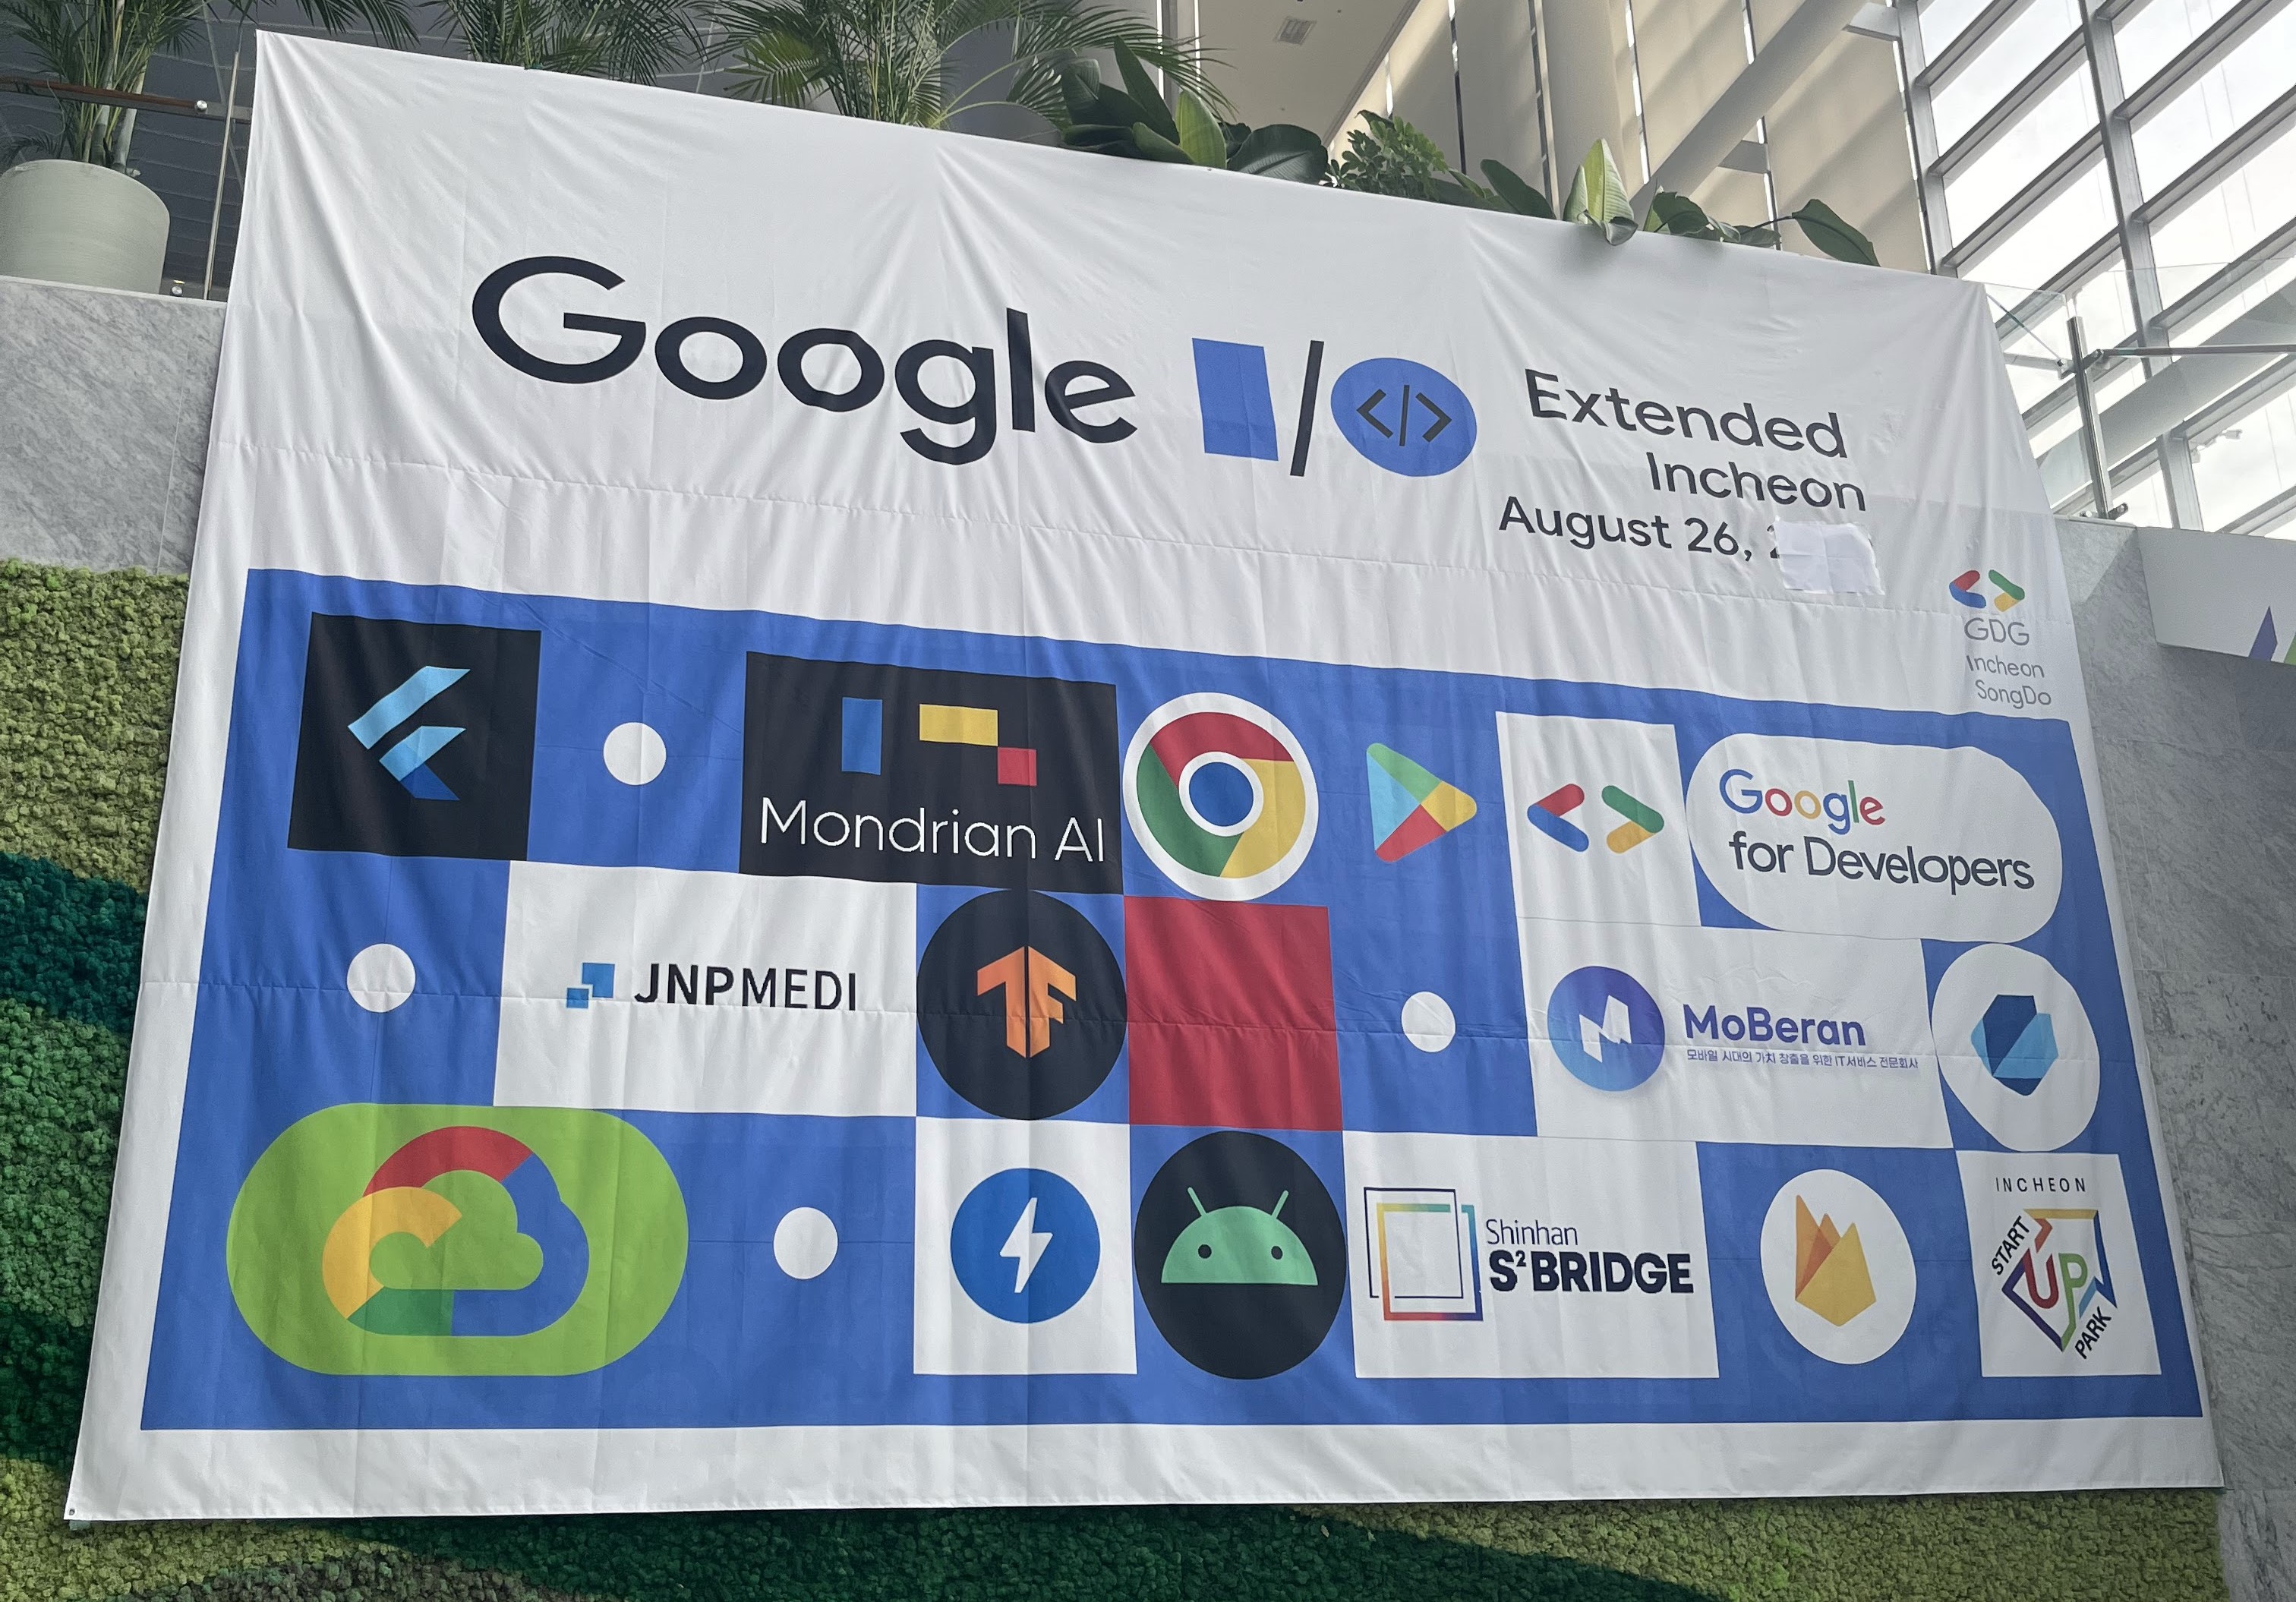 Google I/O
Extended
Incheon
August 26,
GDG
Incheon
SongDo
Mondrian AI
Google
for Developers
JNPMEDI
MoBeran
모바일 시대의 가치 창출을 위한 IT서비스 전문회사
Shinhan
S²BRIDGE
INCHEON
START
UP
PARK